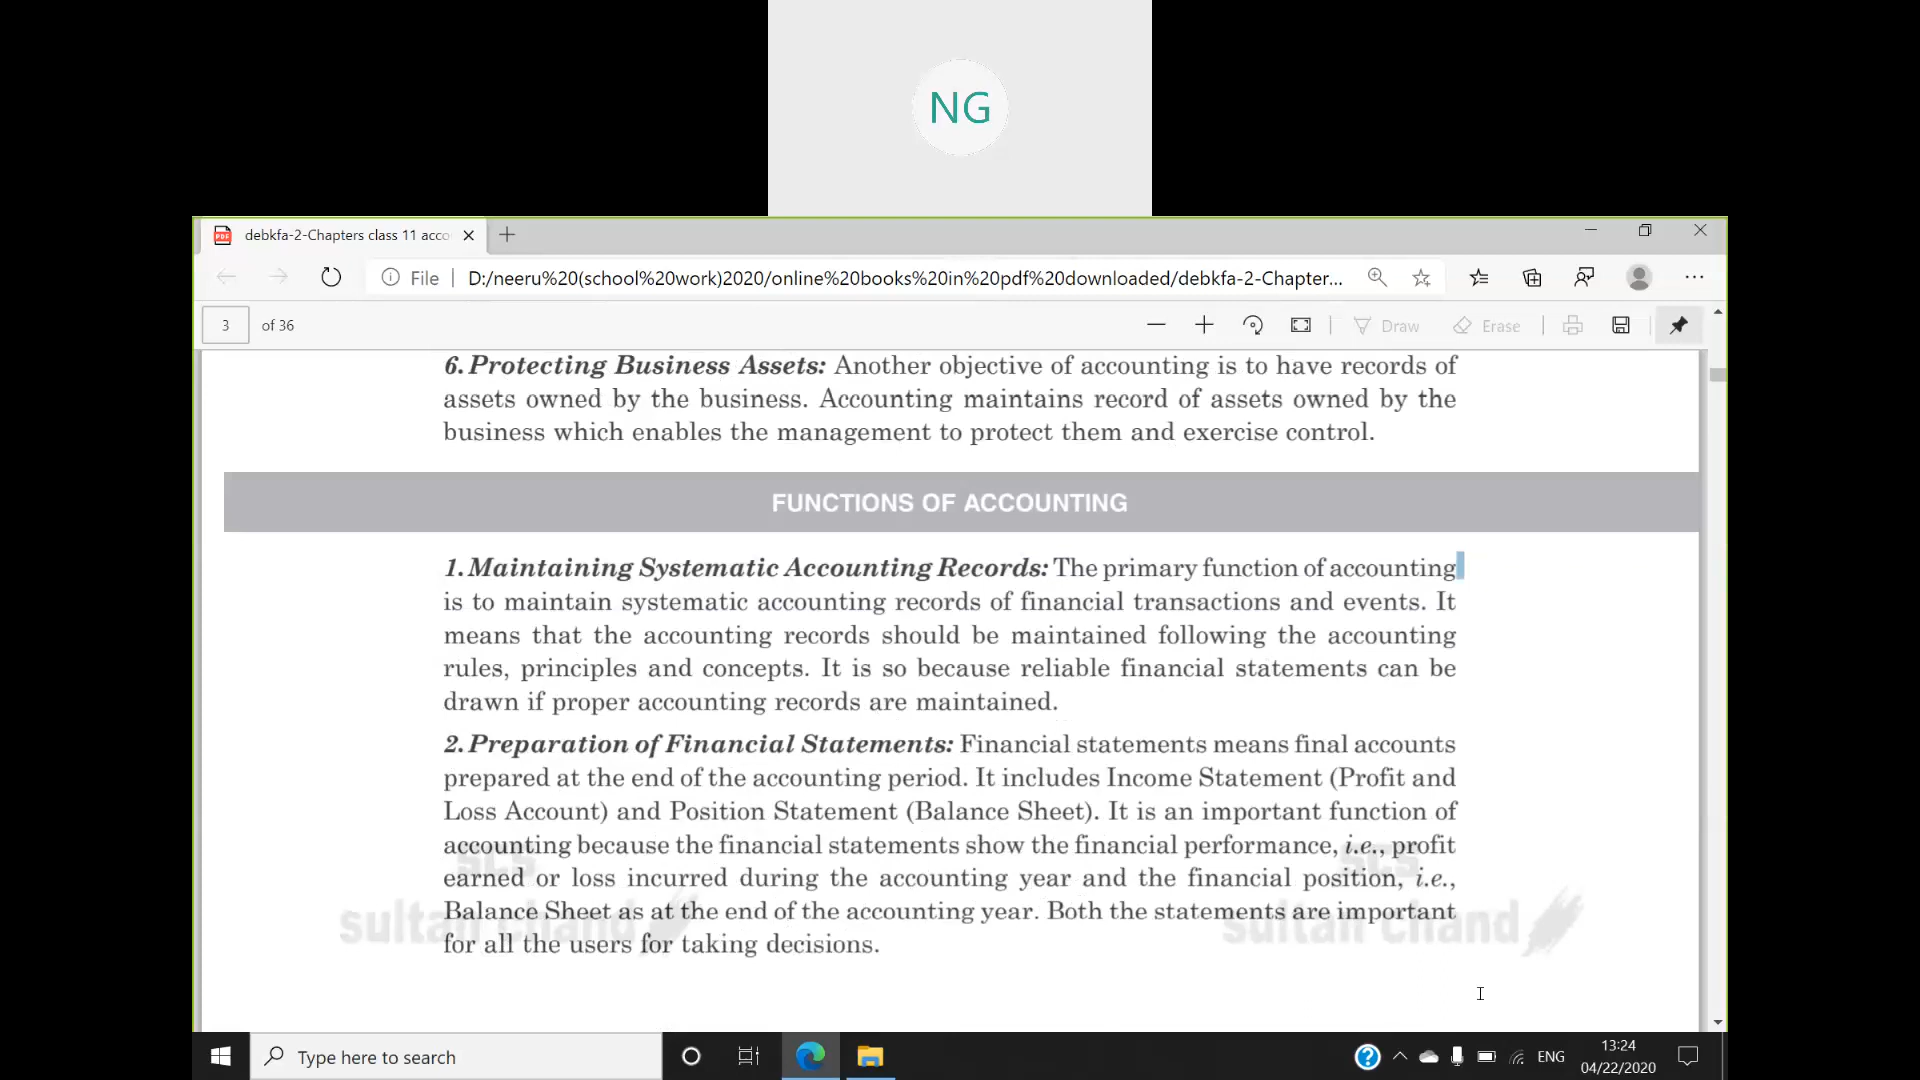 NG
debkfa-2-Chapters class 11 acco
File
D:/neeru%20(school%20work)2020/online%20books%20in%20pdf%20downloaded/debkfa-2-Chapter...
3 of 36
Draw
Erase
6. Protecting Business Assets: Another objective of accounting is to have records of
assets owned by the business. Accounting maintains record of assets owned by the
business which enables the management to protect them and exercise control.
FUNCTIONS OF ACCOUNTING
1. Maintaining Systematic Accounting Records: The primary function of accounting
is to maintain systematic accounting records of financial transactions and events. It
means that the accounting records should be maintained following the accounting
rules, principles and concepts. It is so because reliable financial statements can be
drawn if proper accounting records are maintained.
2. Preparation of Financial Statements: Financial statements means final accounts
prepared at the end of the accounting period. It includes Income Statement (Profit and
Loss Account) and Position Statement (Balance Sheet). It is an important function of
accounting because the financial statements show the financial performance, i.e., profit
earned or loss incurred during the accounting year and the financial position, i.e.,
Balance Sheet as at the end of the accounting year. Both the statements are important
for all the users for taking decisions.
scs
sultan chand
scs
sultan chand
Type here to search
ENG
13:24
04/22/2020